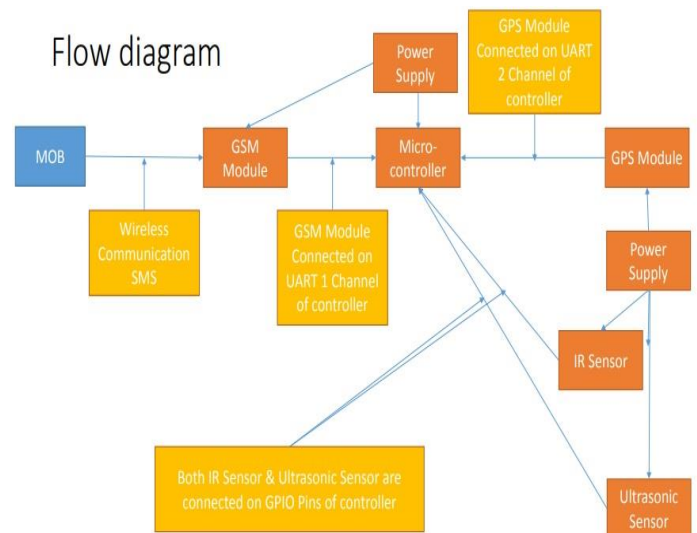 Flow diagram
Power
Supply
GPS Module
Connected on UART
2 Channel of
controller
MOB
GSM
Module
Micro-
controller
GPS Module
Wireless
Communication
SMS
GSM Module
Connected on
UART 1 Channel
of controller
Power
Supply
IR Sensor
Both IR Sensor & Ultrasonic Sensor are
connected on GPIO Pins of controller
Ultrasonic
Sensor